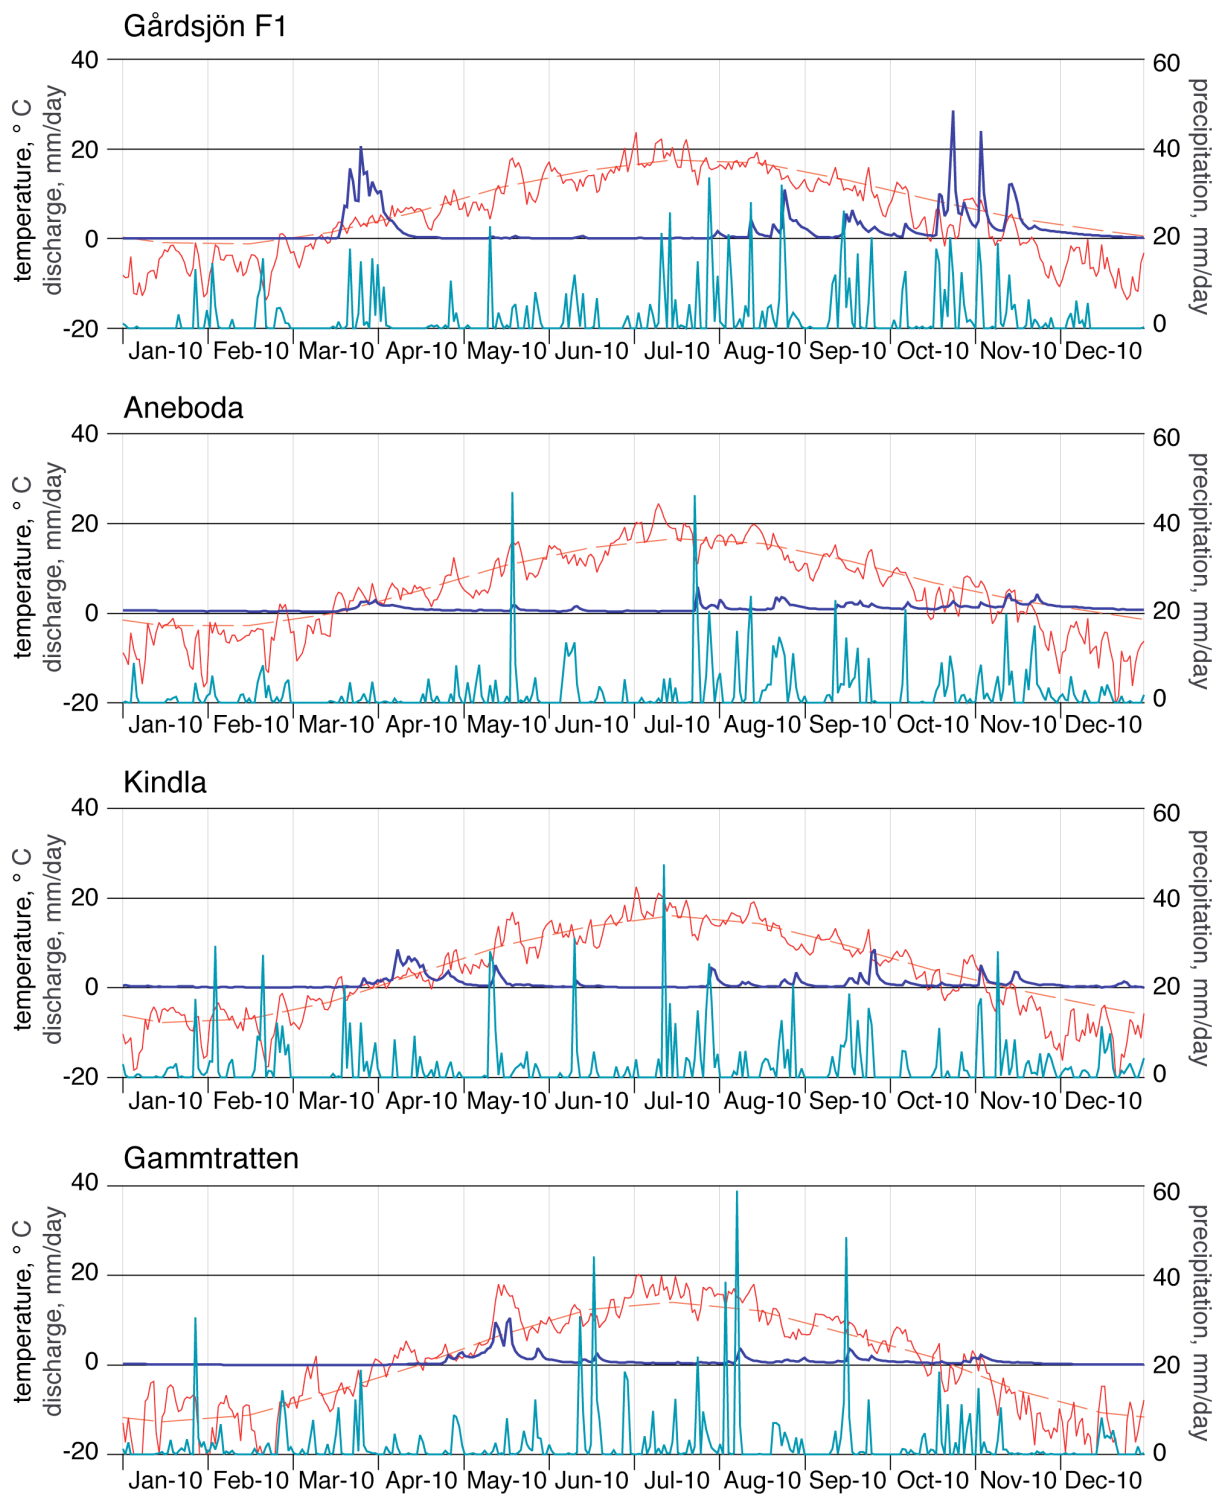 Gårdsjön F1
40
20
0
-20
temperature, ° C
discharge, mm/day
60
40
20
0
precipitation, mm/day
Jan-10 Feb-10 Mar-10 Apr-10 May-10 Jun-10 Jul-10 Aug-10 Sep-10 Oct-10 Nov-10 Dec-10
Aneboda
40
20
0
-20
temperature, ° C
discharge, mm/day
60
40
20
0
precipitation, mm/day
Jan-10 Feb-10 Mar-10 Apr-10 May-10 Jun-10 Jul-10 Aug-10 Sep-10 Oct-10 Nov-10 Dec-10
Kindla
40
20
0
-20
temperature, ° C
discharge, mm/day
60
40
20
0
precipitation, mm/day
Jan-10 Feb-10 Mar-10 Apr-10 May-10 Jun-10 Jul-10 Aug-10 Sep-10 Oct-10 Nov-10 Dec-10
Gammtratten
40
20
0
-20
temperature, ° C
discharge, mm/day
60
40
20
0
precipitation, mm/day
Jan-10 Feb-10 Mar-10 Apr-10 May-10 Jun-10 Jul-10 Aug-10 Sep-10 Oct-10 Nov-10 Dec-10